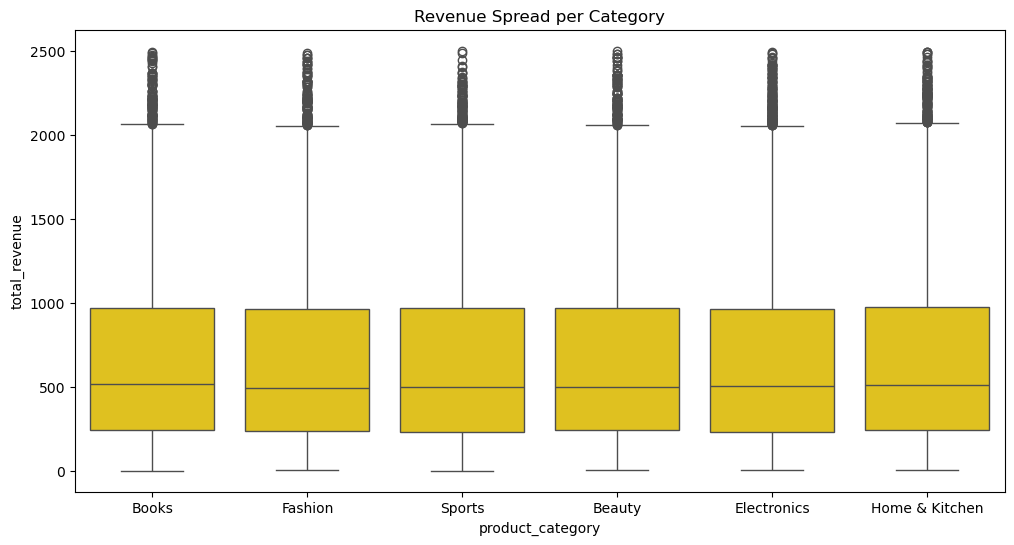 Revenue Spread per Category
total_revenue
2500
2000
1500
1000
500
0
Books Fashion Sports Beauty Electronics Home & Kitchen
product_category